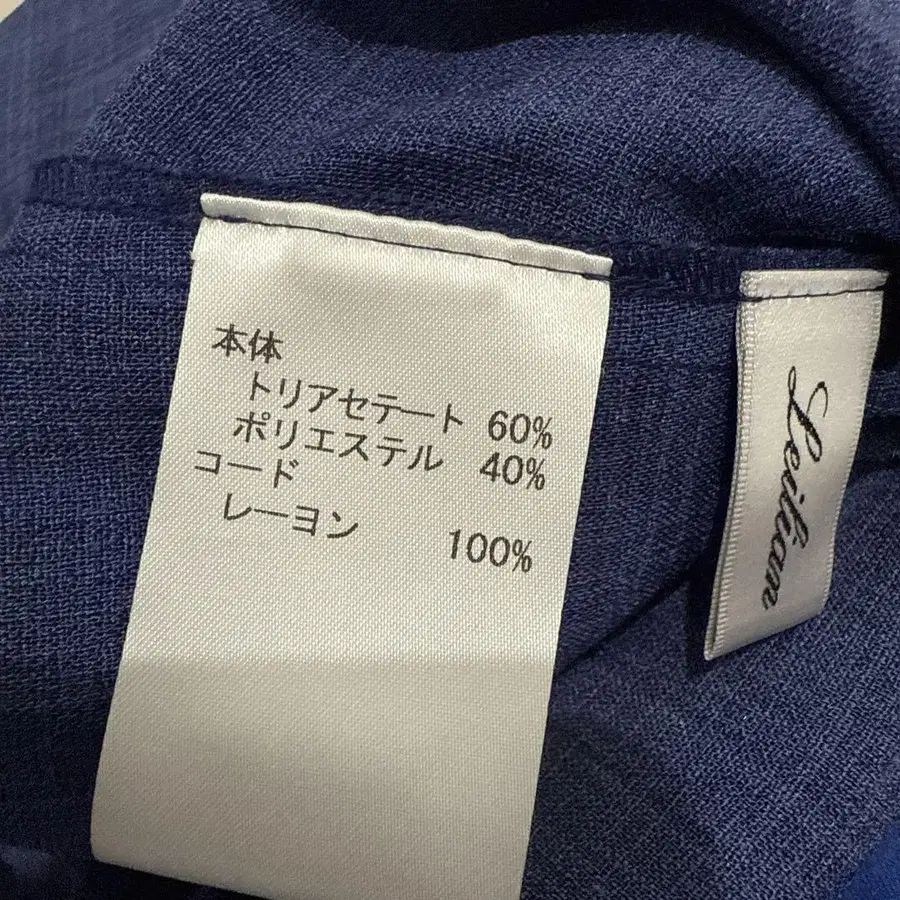 本体
トリアセテート 60%
ポリエステル 40%
コード
レーヨン 100%
Leilian